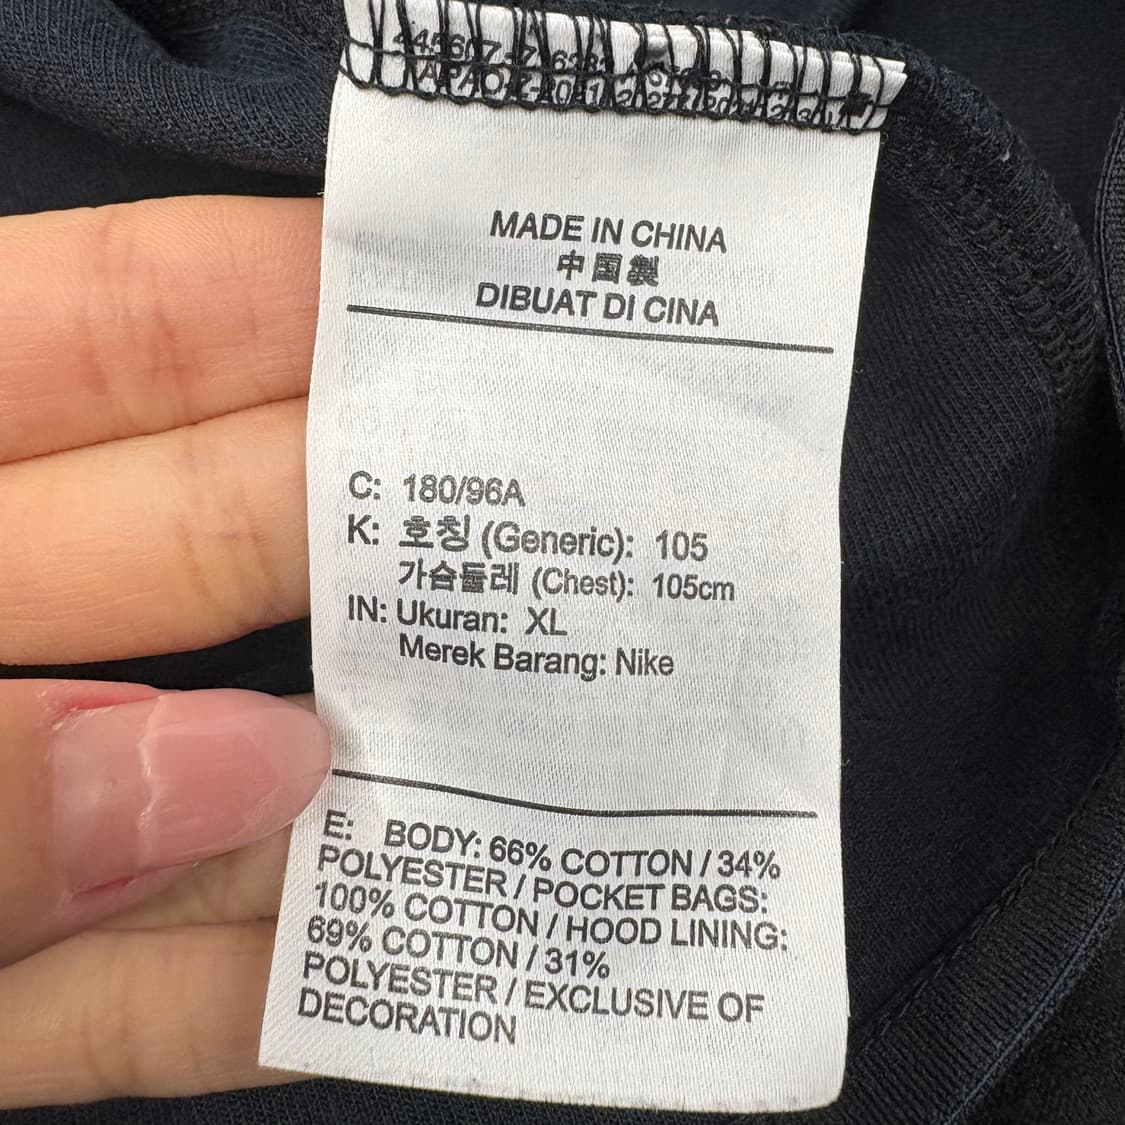 MADE IN CHINA
中国製
DIBUAT DI CINA
C: 180/96A
K: 호칭 (Generic): 105
가슴둘레 (Chest): 105cm
IN: Ukuran: XL
Merek Barang: Nike
E: BODY: 66% COTTON / 34%
POLYESTER / POCKET BAGS:
100% COTTON / HOOD LINING:
69% COTTON / 31%
POLYESTER / EXCLUSIVE OF
DECORATION